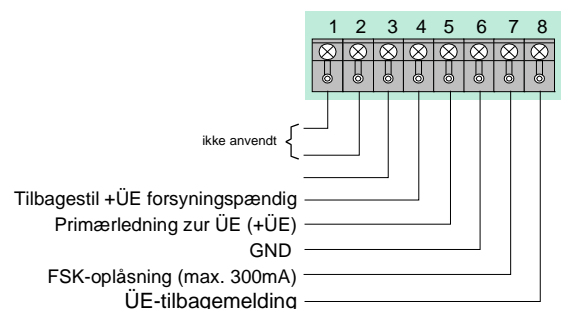 1 2 3 4 5 6 7 8
ikke anvendt
Tilbagestil +ÜE forsyningspændig
Primærledning zur ÜE (+ÜE)
GND
FSK-oplåsning (max. 300mA)
ÜE-tilbagemelding